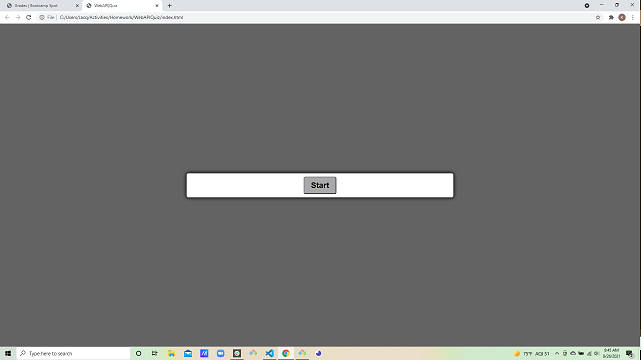 Grades | Bootcamp Spot
WebAPIQuiz
File | C:/Users/Jacq/Activities/Homework/WebAPIQuiz/index.html
Start
Type here to search
75°F AQI 51
9:45 AM
8/29/2021